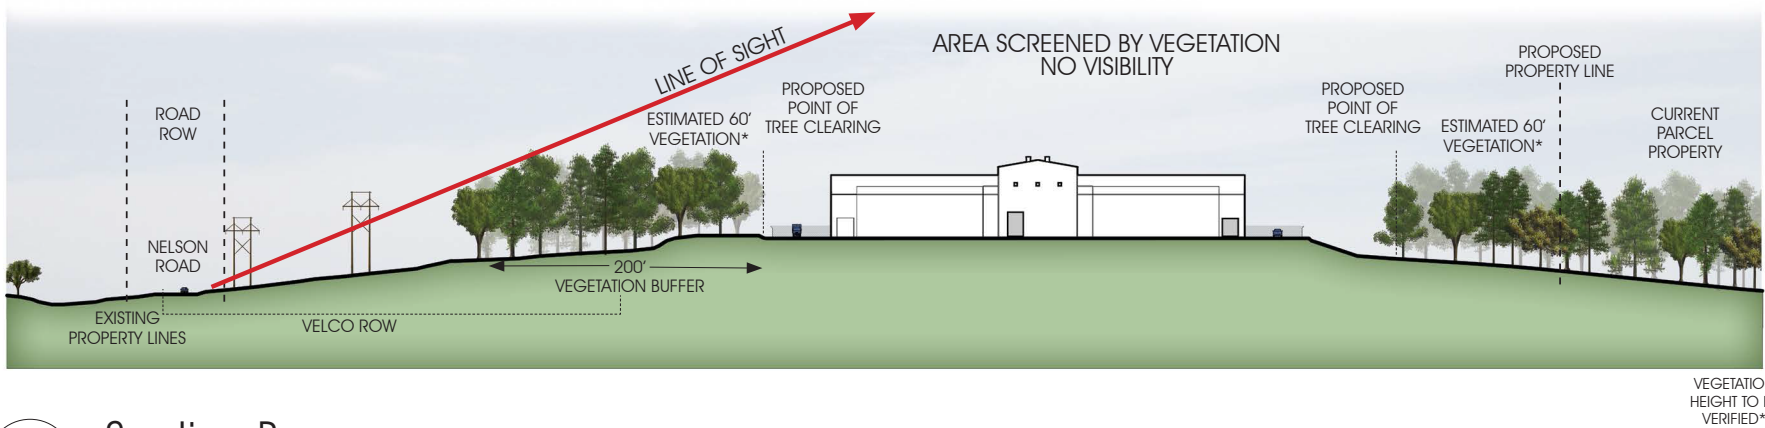 LINE OF SIGHT
AREA SCREENED BY VEGETATION
NO VISIBILITY
PROPOSED
PROPERTY LINE
ROAD
ROW
ESTIMATED 60'
VEGETATION*
PROPOSED
POINT OF
TREE CLEARING
PROPOSED
POINT OF
TREE CLEARING
ESTIMATED 60'
VEGETATION*
CURRENT
PARCEL
PROPERTY
NELSON
ROAD
200'
VEGETATION BUFFER
EXISTING
PROPERTY LINES
VELCO ROW
VEGETATIO
HEIGHT TO
VERIFIED*